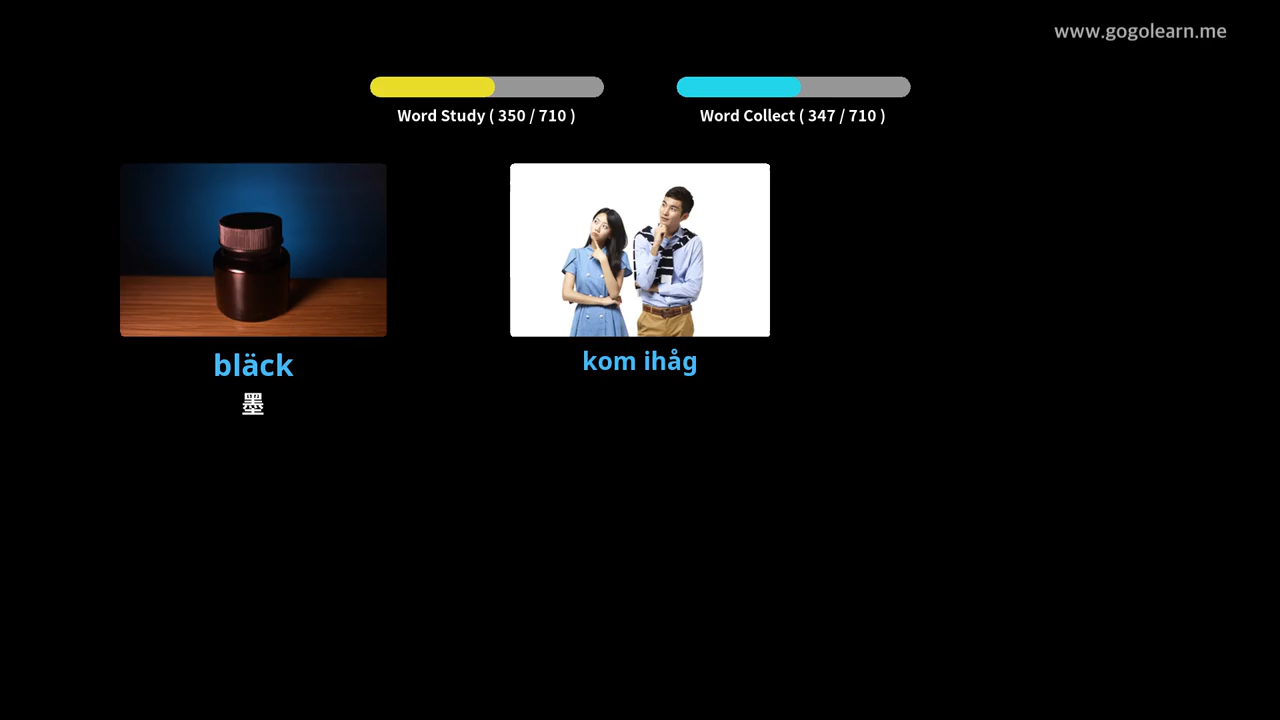 www.gogolearn.me
Word Study ( 350 / 710 )
Word Collect ( 347 / 710 )
bläck
墨
kom ihåg